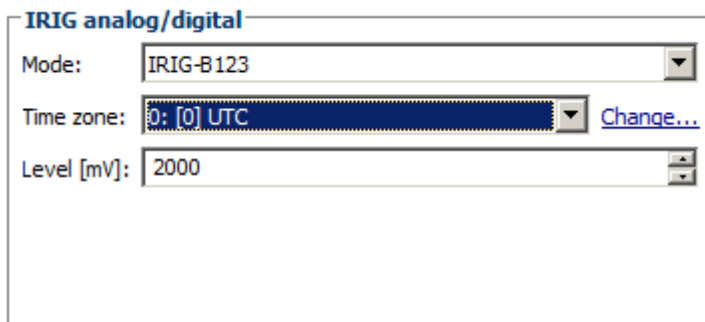 IRIG analog/digital
Mode: IRIG-B123
Time zone: 0: [0] UTC Change...
Level [mV]: 2000